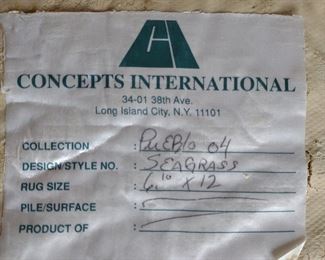 CONCEPTS INTERNATIONAL
34-01 38th Ave.
Long Island City, N.Y. 11101
COLLECTION : PUEBLO 04
DESIGN/STYLE NO. : SEAGRASS
RUG SIZE : 6'10 X 12
PILE/SURFACE :
PRODUCT OF :